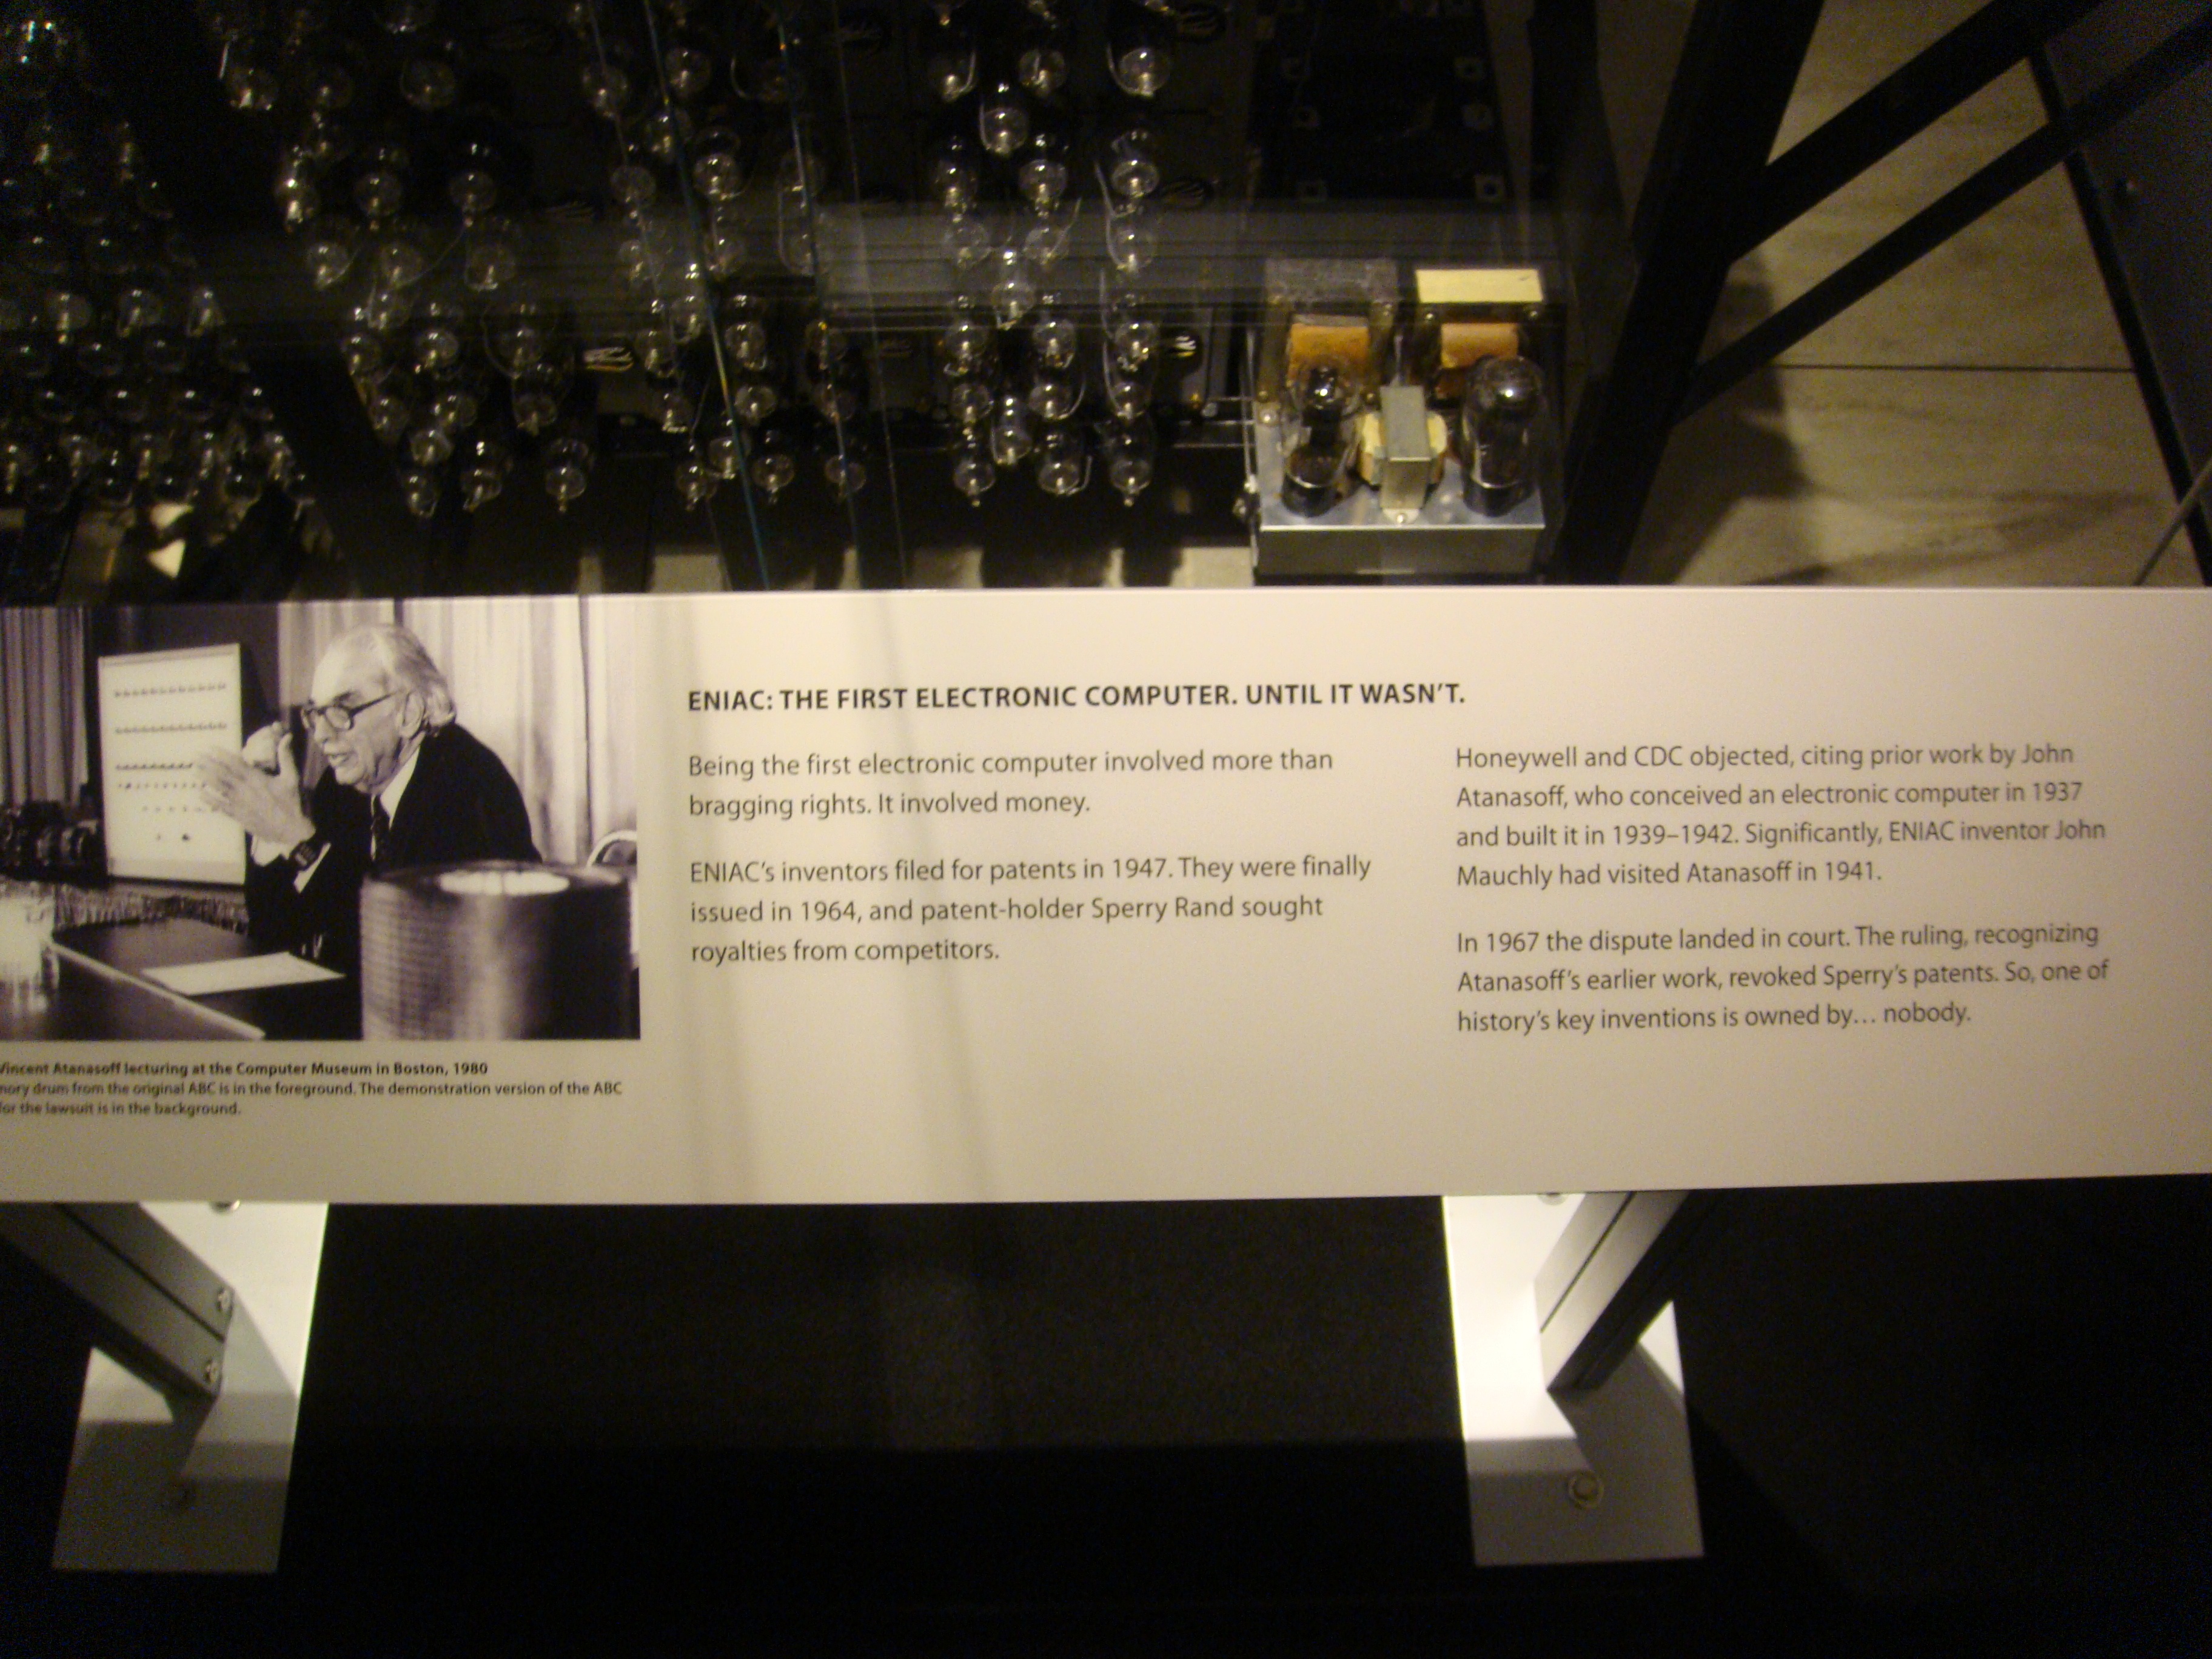 ENIAC: THE FIRST ELECTRONIC COMPUTER. UNTIL IT WASN'T.
Being the first electronic computer involved more than
bragging rights. It involved money.
ENIAC's inventors filed for patents in 1947. They were finally
issued in 1964, and patent-holder Sperry Rand sought
royalties from competitors.
Honeywell and CDC objected, citing prior work by John
Atanasoff, who conceived an electronic computer in 1937
and built it in 1939–1942. Significantly, ENIAC inventor John
Mauchly had visited Atanasoff in 1941.
In 1967 the dispute landed in court. The ruling, recognizing
Atanasoff's earlier work, revoked Sperry's patents. So, one of
history's key inventions is owned by... nobody.
Vincent Atanasoff lecturing at the Computer Museum in Boston, 1980
mory drum from the original ABC is in the foreground. The demonstration version of the ABC
for the lawsuit is in the background.